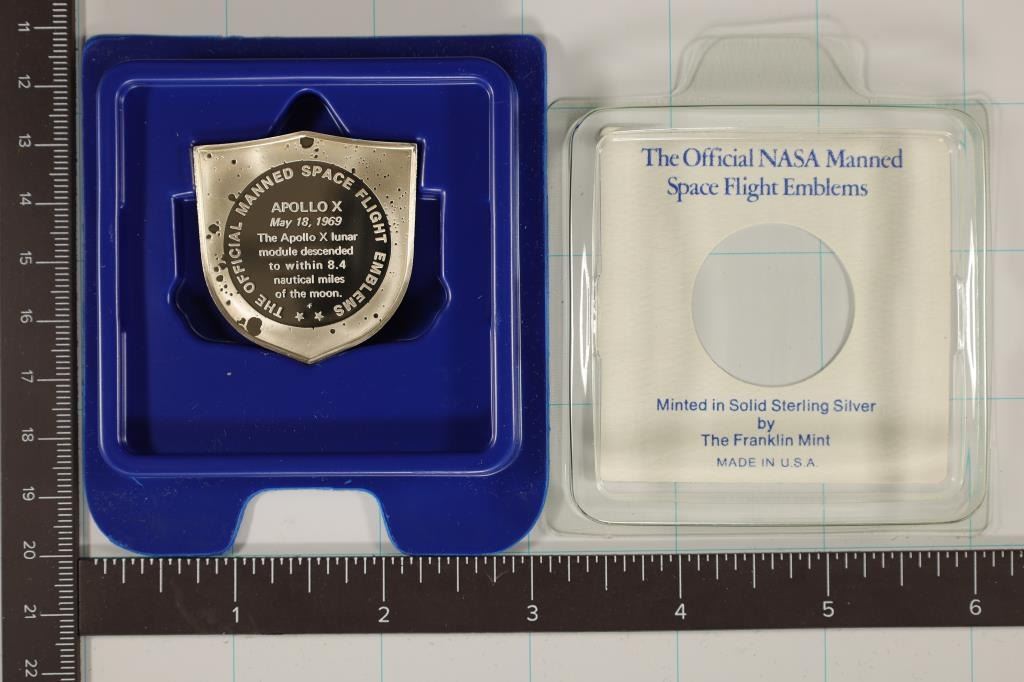 THE OFFICIAL MANNED SPACE FLIGHT EMBLEMS
APOLLO X
May 18, 1969
The Apollo X lunar
module descended
to within 8.4
nautical miles
of the moon.
The Official NASA Manned
Space Flight Emblems
Minted in Solid Sterling Silver
by
The Franklin Mint
MADE IN U.S.A.
11
12
13
14
15
16
17
18
19
20
21
22
1 2 3 4 5 6